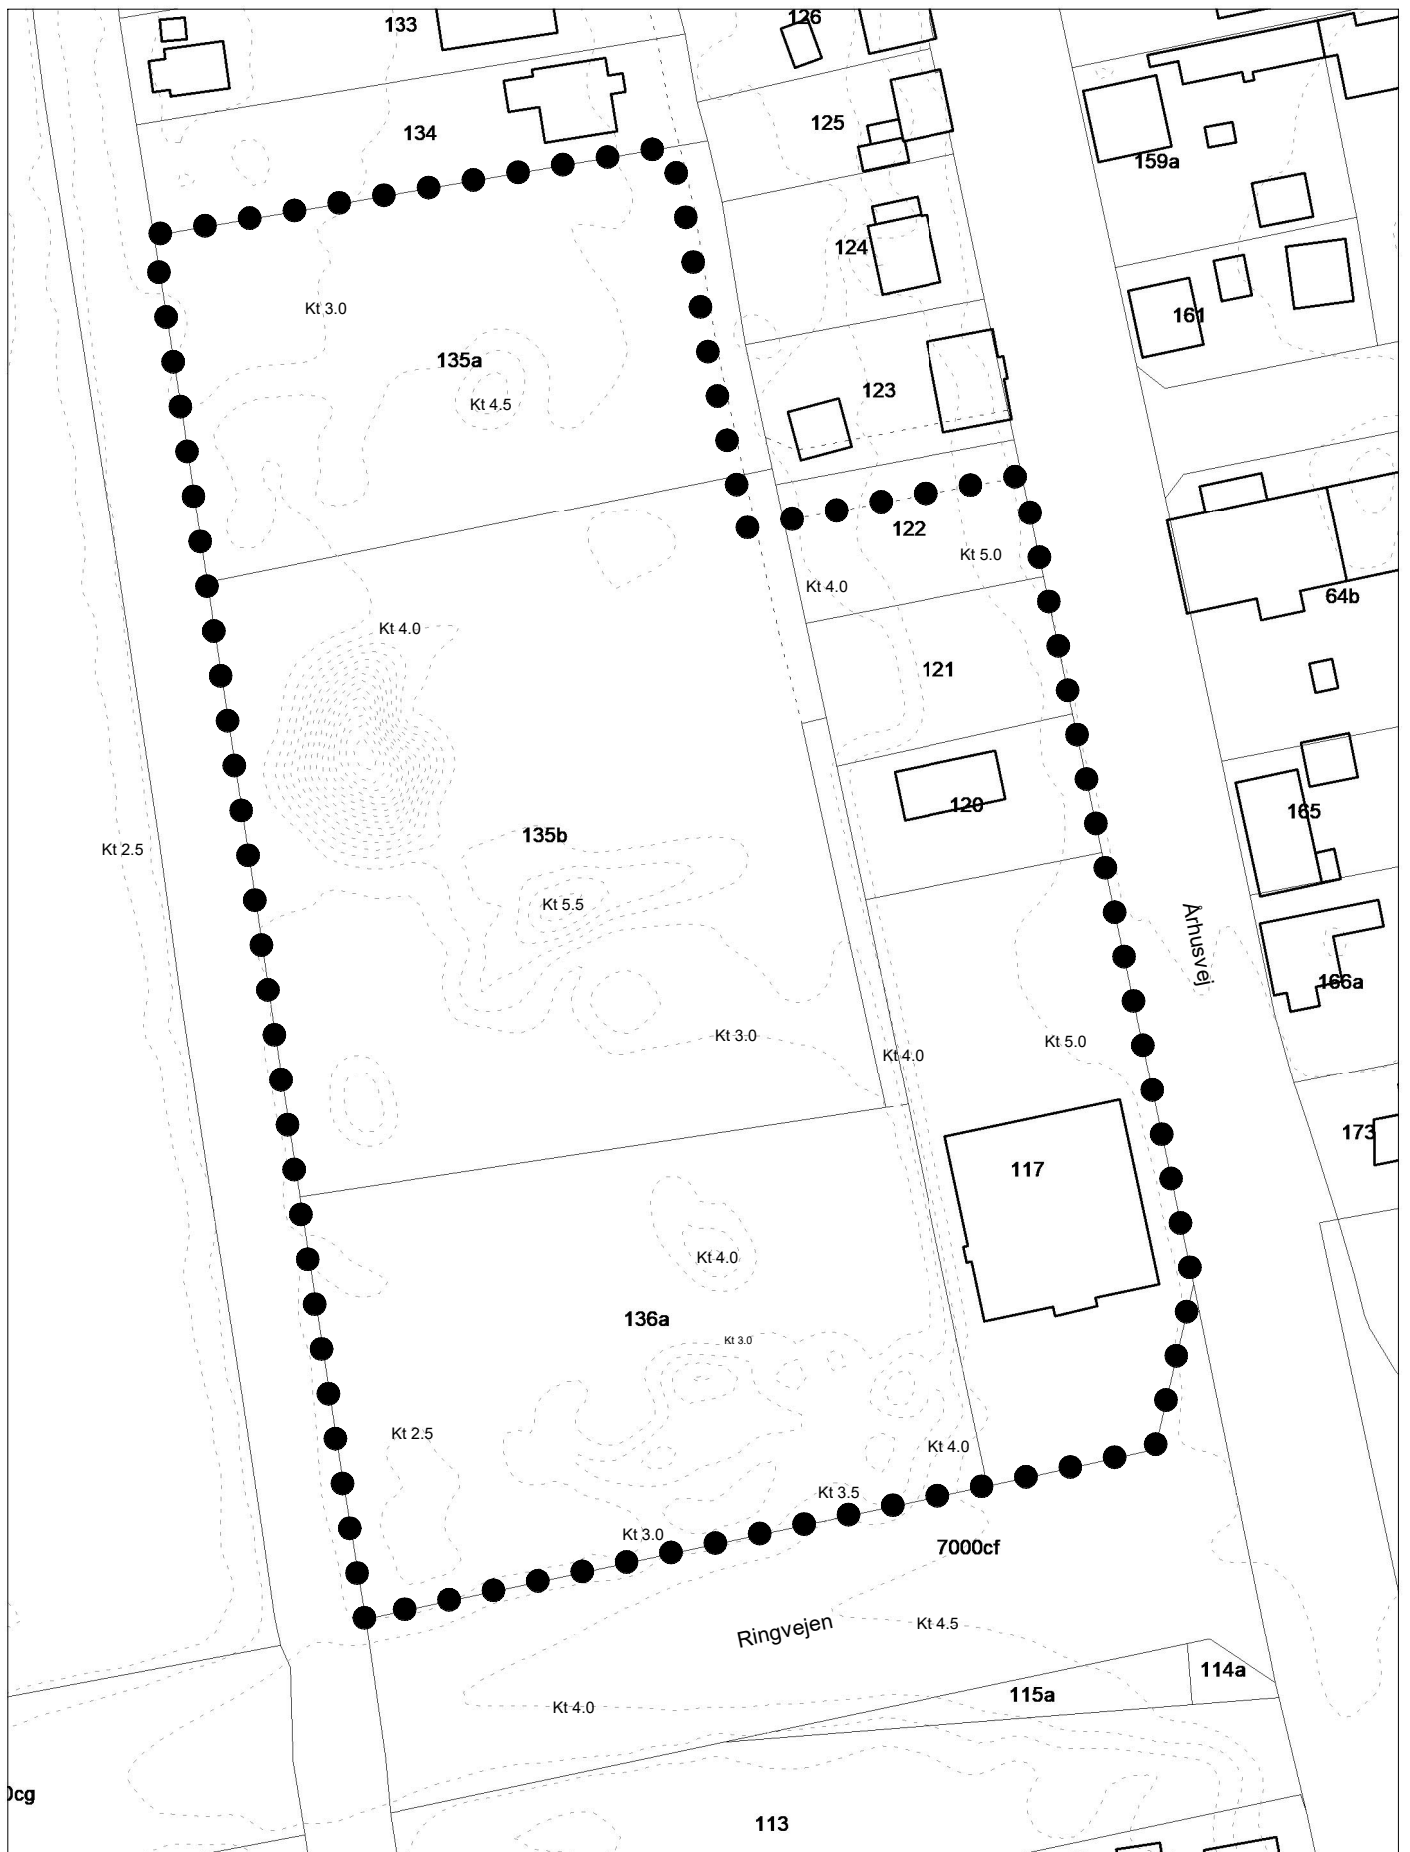 126
133
125
134
159a
124
Kt 3.0
161
135a
123
Kt 4.5
122
Kt 5.0
Kt 4.0
64b
Kt 4.0
121
120
165
135b
Kt 2.5
Kt 5.5
Århusvej
166a
Kt 3.0
Kt 5.0
Kt 4.0
173
117
Kt 4.0
136a
Kt 3.0
Kt 2.5
Kt 4.0
Kt 3.5
Kt 3.0
7000cf
Kt 4.5
Ringvejen
114a
115a
Kt 4.0
0cg
113